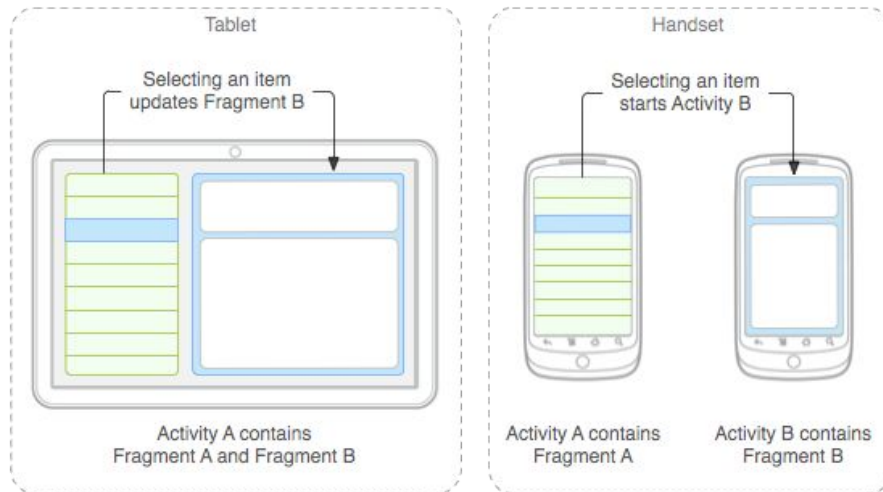 Tablet
Selecting an item
updates Fragment B
Activity A contains
Fragment A and Fragment B
Handset
Selecting an item
starts Activity B
Activity A contains
Fragment A
Activity B contains
Fragment B